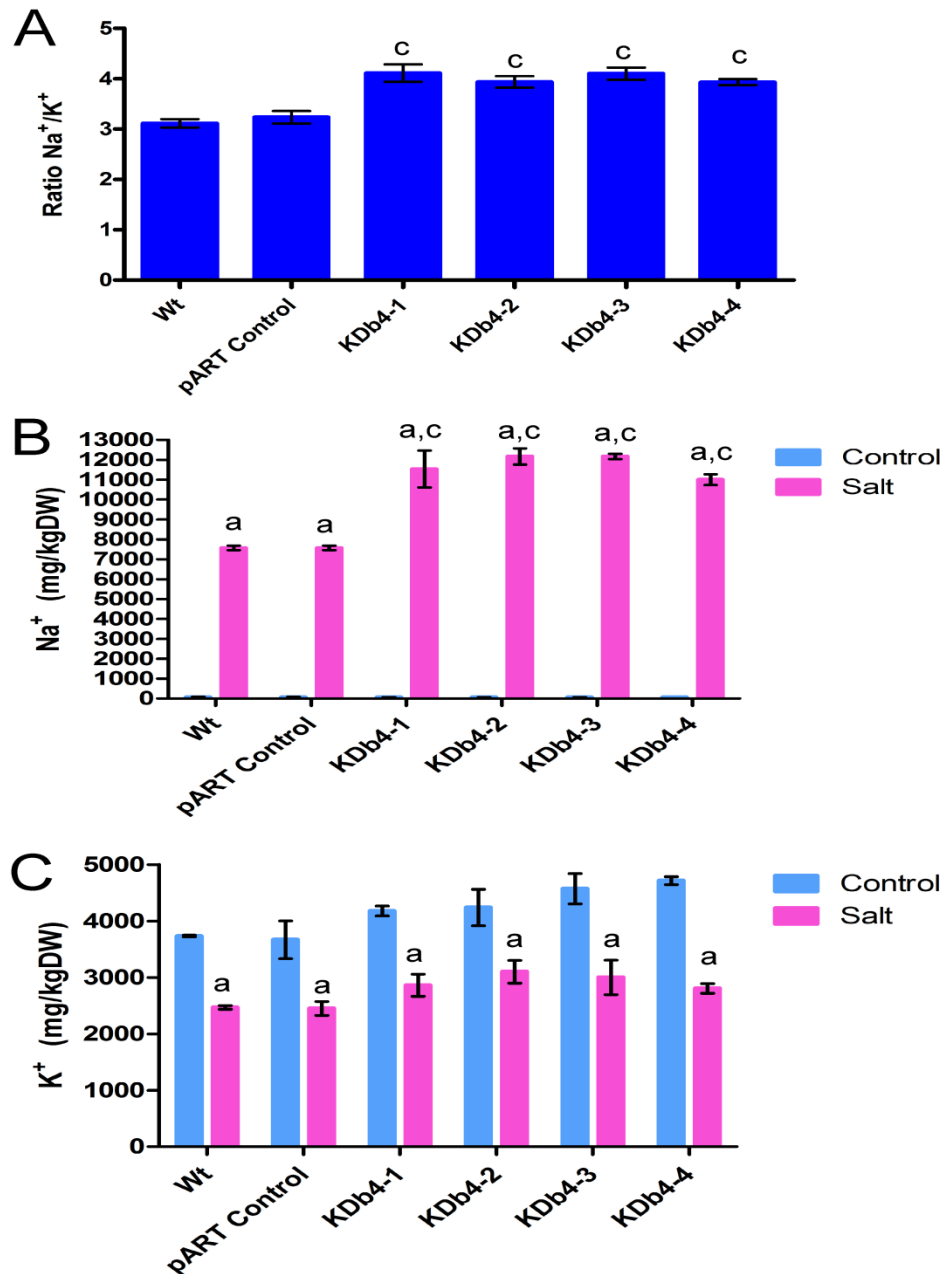 A
Ratio Na⁺/K⁺
5
4
3
2
1
0
c
c
c
c
Wt
pART Control
KDb4-1
KDb4-2
KDb4-3
KDb4-4
B
Na⁺ (mg/kgDW)
13000
12000
11000
10000
9000
8000
7000
6000
5000
4000
3000
2000
1000
0
a
a
a,c
a,c
a,c
a,c
Control
Salt
Wt
pART Control
KDb4-1
KDb4-2
KDb4-3
KDb4-4
C
K⁺ (mg/kgDW)
5000
4000
3000
2000
1000
0
a
a
a
a
a
a
Control
Salt
Wt
pART Control
KDb4-1
KDb4-2
KDb4-3
KDb4-4